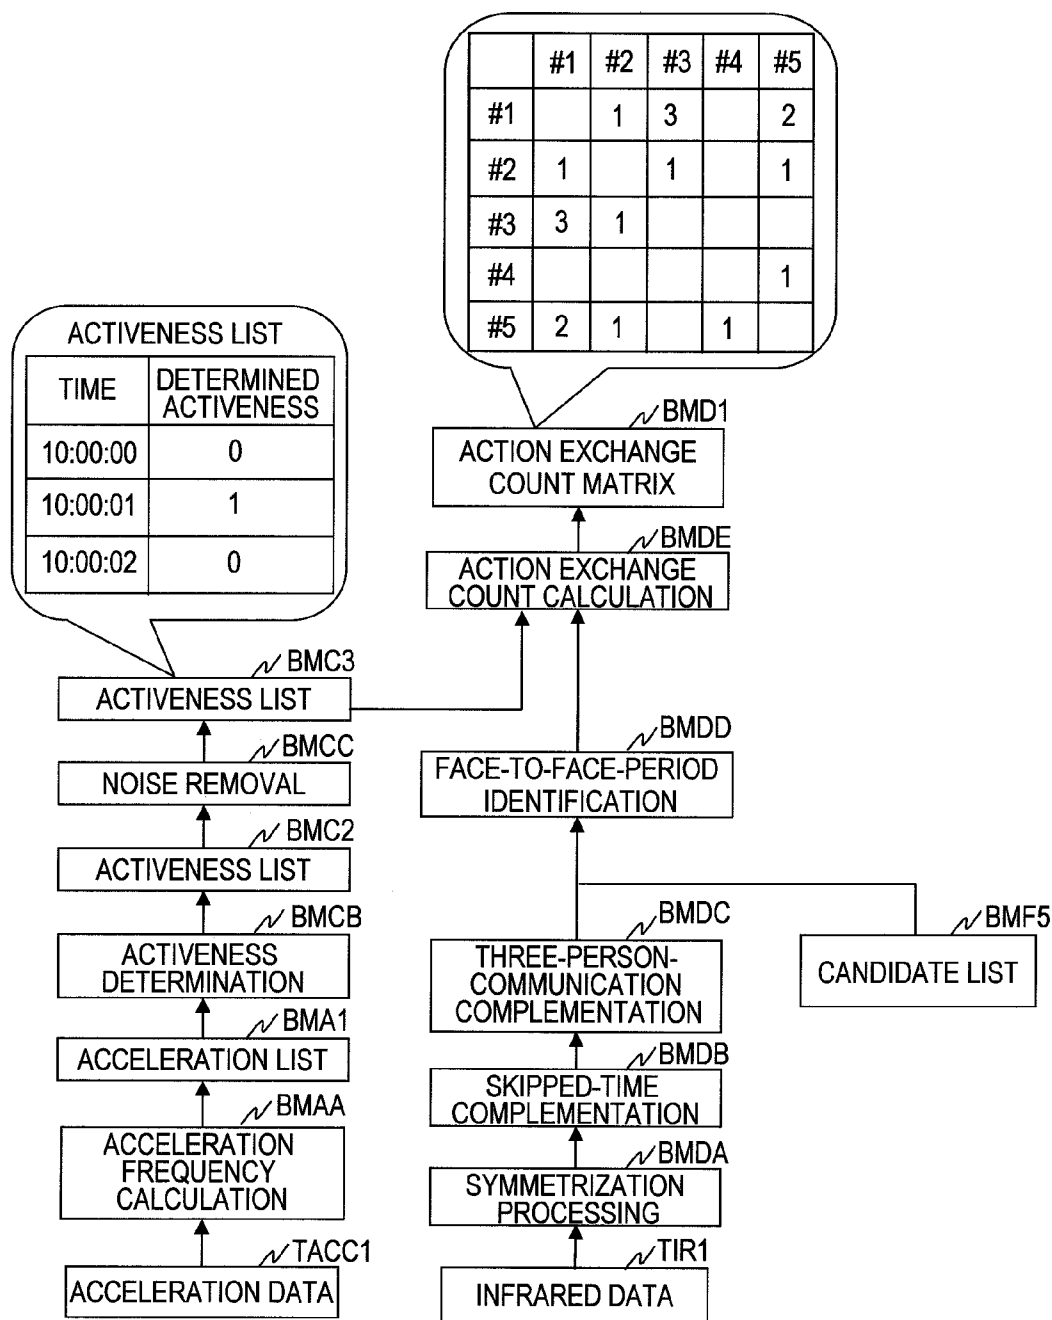 #1 #2 #3 #4 #5
#1 1 3 2
#2 1 1 1
#3 3 1
#4 1
#5 2 1 1
ACTIVENESS LIST
TIME DETERMINED ACTIVENESS
10:00:00 0
10:00:01 1
10:00:02 0
BMD1
ACTION EXCHANGE
COUNT MATRIX
BMDE
ACTION EXCHANGE
COUNT CALCULATION
BMC3
ACTIVENESS LIST
BMCC
NOISE REMOVAL
BMDD
FACE-TO-FACE-PERIOD
IDENTIFICATION
BMC2
ACTIVENESS LIST
BMCB
ACTIVENESS
DETERMINATION
BMDC
THREE-PERSON-
COMMUNICATION
COMPLEMENTATION
BMF5
CANDIDATE LIST
BMA1
ACCELERATION LIST
BMDB
SKIPPED-TIME
COMPLEMENTATION
BMAA
ACCELERATION
FREQUENCY
CALCULATION
BMDA
SYMMETRIZATION
PROCESSING
TACC1
ACCELERATION DATA
TIR1
INFRARED DATA